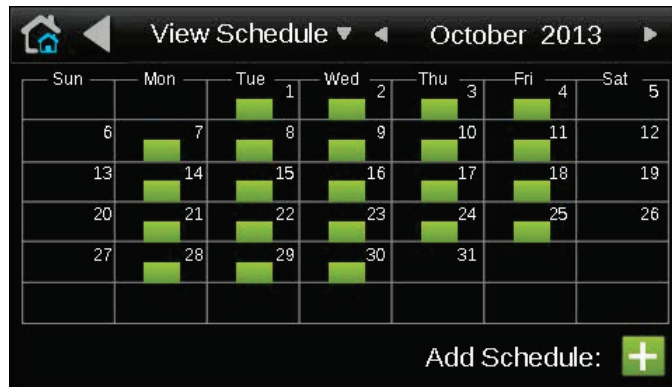 View Schedule October 2013
Sun Mon Tue Wed Thu Fri Sat
1 2 3 4 5
6 7 8 9 10 11 12
13 14 15 16 17 18 19
20 21 22 23 24 25 26
27 28 29 30 31
Add Schedule: